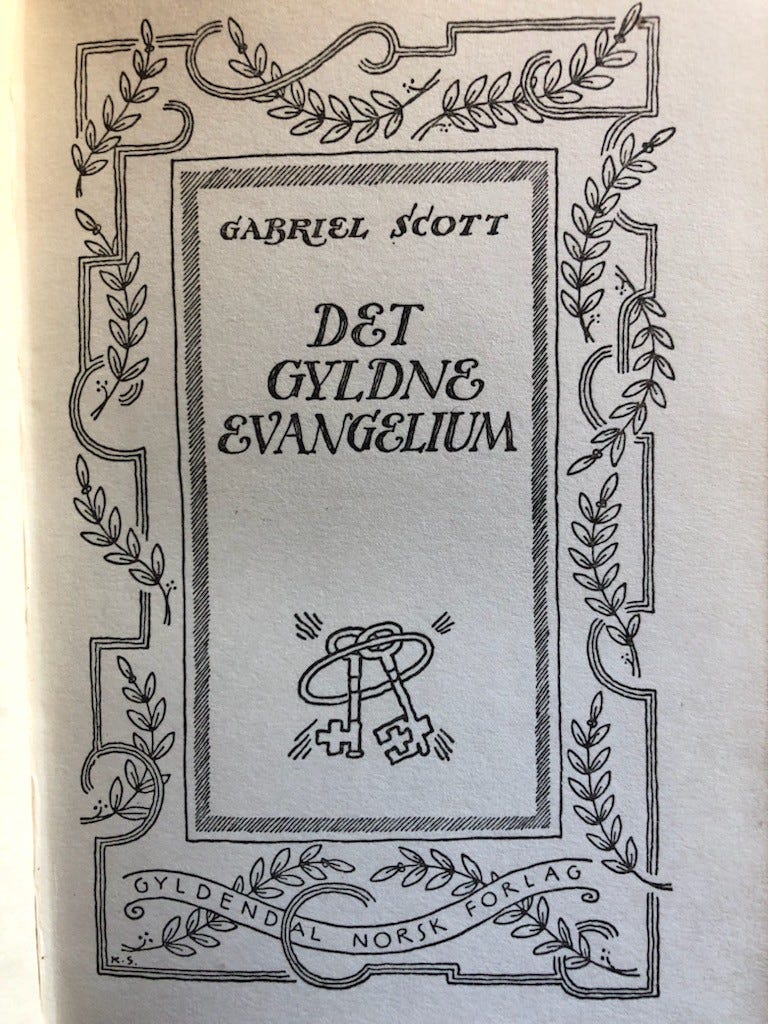 GABRIEL SCOTT
DET
GYLDNE
EVANGELIUM
GYLDENDAL NORSK FORLAG
K.S.